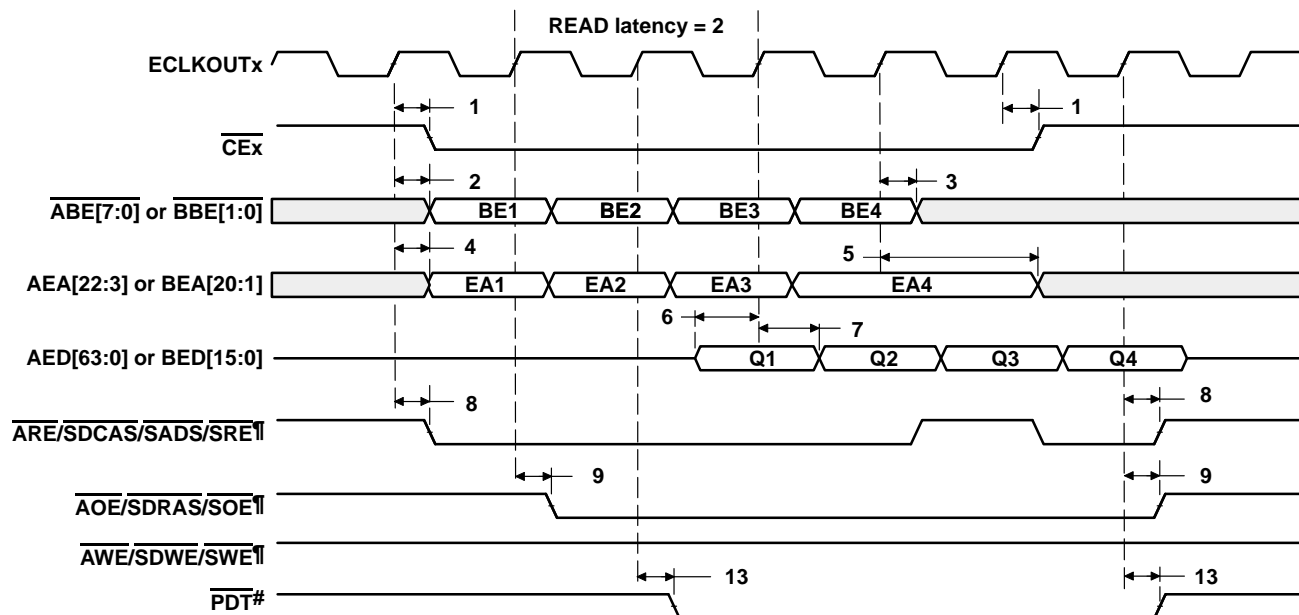 READ latency = 2
ECLKOUTx
1 1
CEx
2 3
ABE[7:0] or BBE[1:0] BE1 BE2 BE3 BE4
4 5
AEA[22:3] or BEA[20:1] EA1 EA2 EA3 EA4
6 7
AED[63:0] or BED[15:0] Q1 Q2 Q3 Q4
8 8
ARE/SDCAS/SADS/SRE¶
9 9
AOE/SDRAS/SOE¶
AWE/SDWE/SWE¶
13 13
PDT#